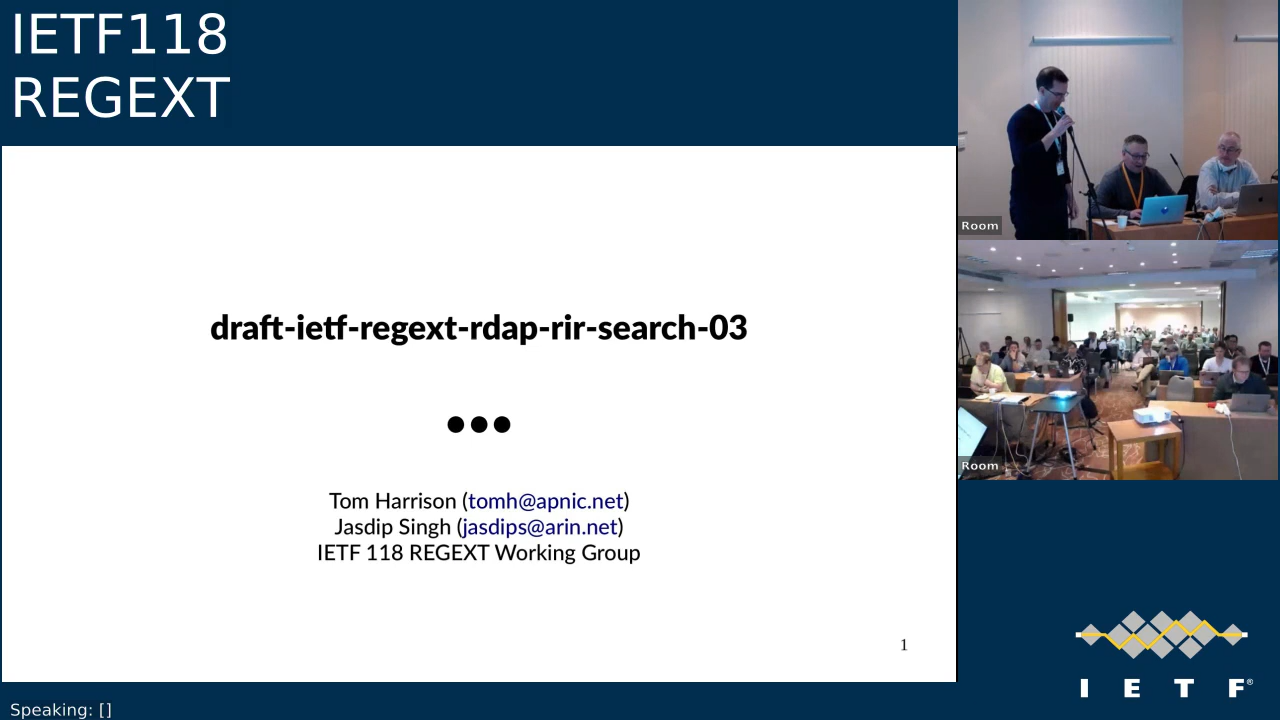 IETF118
REGEXT
Room
draft-ietf-regext-rdap-rir-search-03
•••
Tom Harrison (tomh@apnic.net)
Jasdip Singh (jasdips@arin.net)
IETF 118 REGEXT Working Group
1
Room
I E T F®
Speaking: []